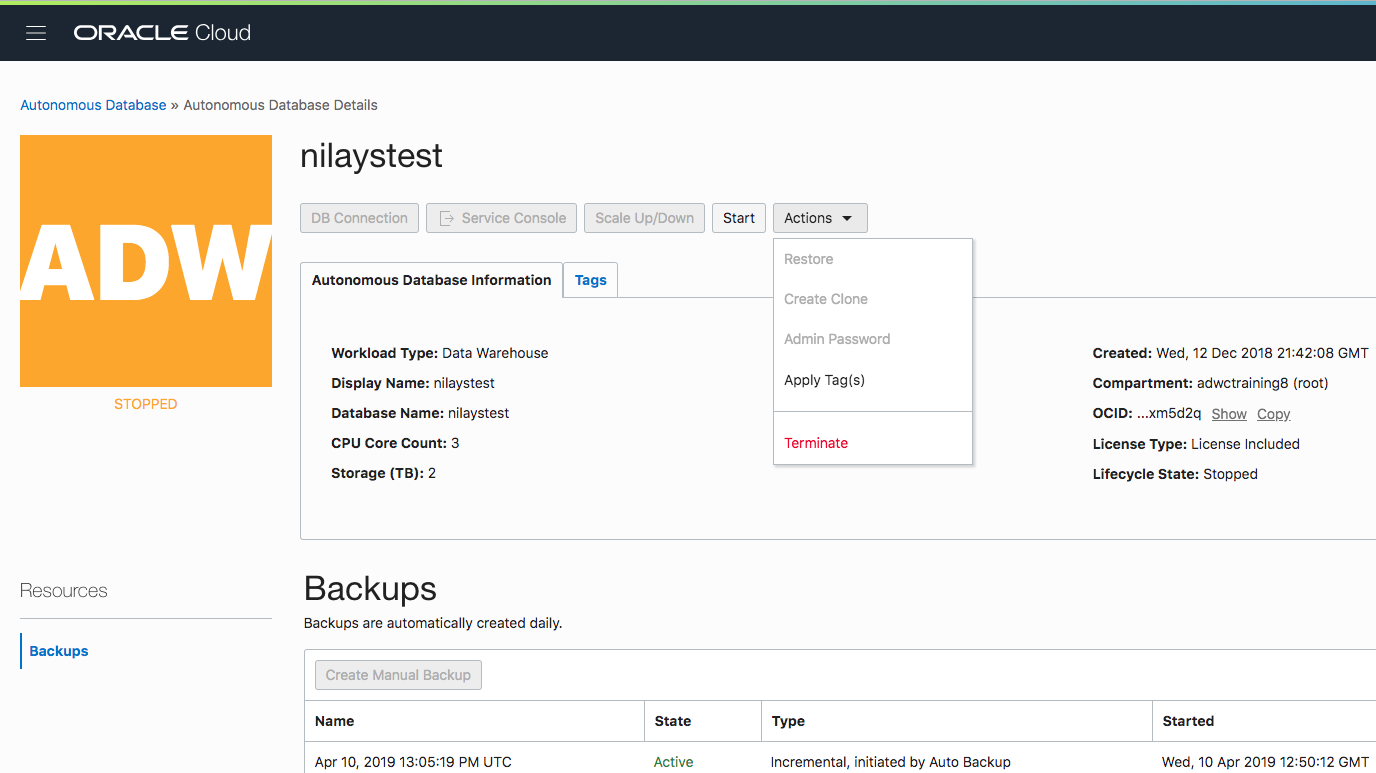 ORACLE Cloud
Autonomous Database » Autonomous Database Details
ADW
STOPPED
nilaystest
DB Connection Service Console Scale Up/Down Start Actions
Restore
Create Clone
Admin Password
Apply Tag(s)
Terminate
Autonomous Database Information Tags
Workload Type: Data Warehouse
Display Name: nilaystest
Database Name: nilaystest
CPU Core Count: 3
Storage (TB): 2
Created: Wed, 12 Dec 2018 21:42:08 GMT
Compartment: adwctraining8 (root)
OCID: ...xm5d2q Show Copy
License Type: License Included
Lifecycle State: Stopped
Resources
Backups
Backups
Backups are automatically created daily.
Create Manual Backup
Name State Type Started
Apr 10, 2019 13:05:19 PM UTC Active Incremental, initiated by Auto Backup Wed, 10 Apr 2019 12:50:12 GMT